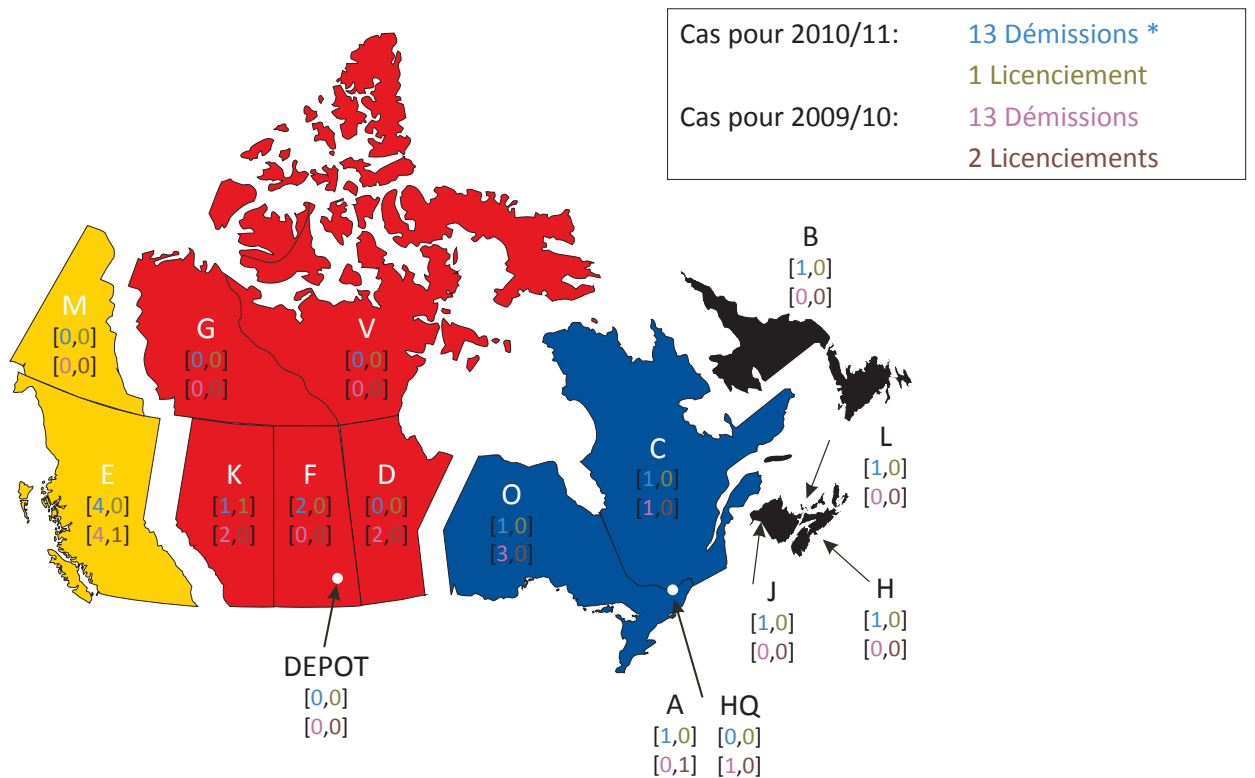 Cas pour 2010/11: 13 Démissions *
1 Licenciement
Cas pour 2009/10: 13 Démissions
2 Licenciements
B
[1,0]
[0,0]
M
[0,0]
[0,0]
G
[0,0]
[0,0]
V
[0,0]
[0,0]
E
[4,0]
[4,1]
K
[1,1]
[2,0]
F
[2,0]
[0,0]
D
[0,0]
[2,0]
O
[1,0]
[3,0]
C
[1,0]
[1,0]
L
[1,0]
[0,0]
J
[1,0]
[0,0]
H
[1,0]
[0,0]
DEPOT
[0,0]
[0,0]
A
[1,0]
[0,1]
HQ
[0,0]
[1,0]